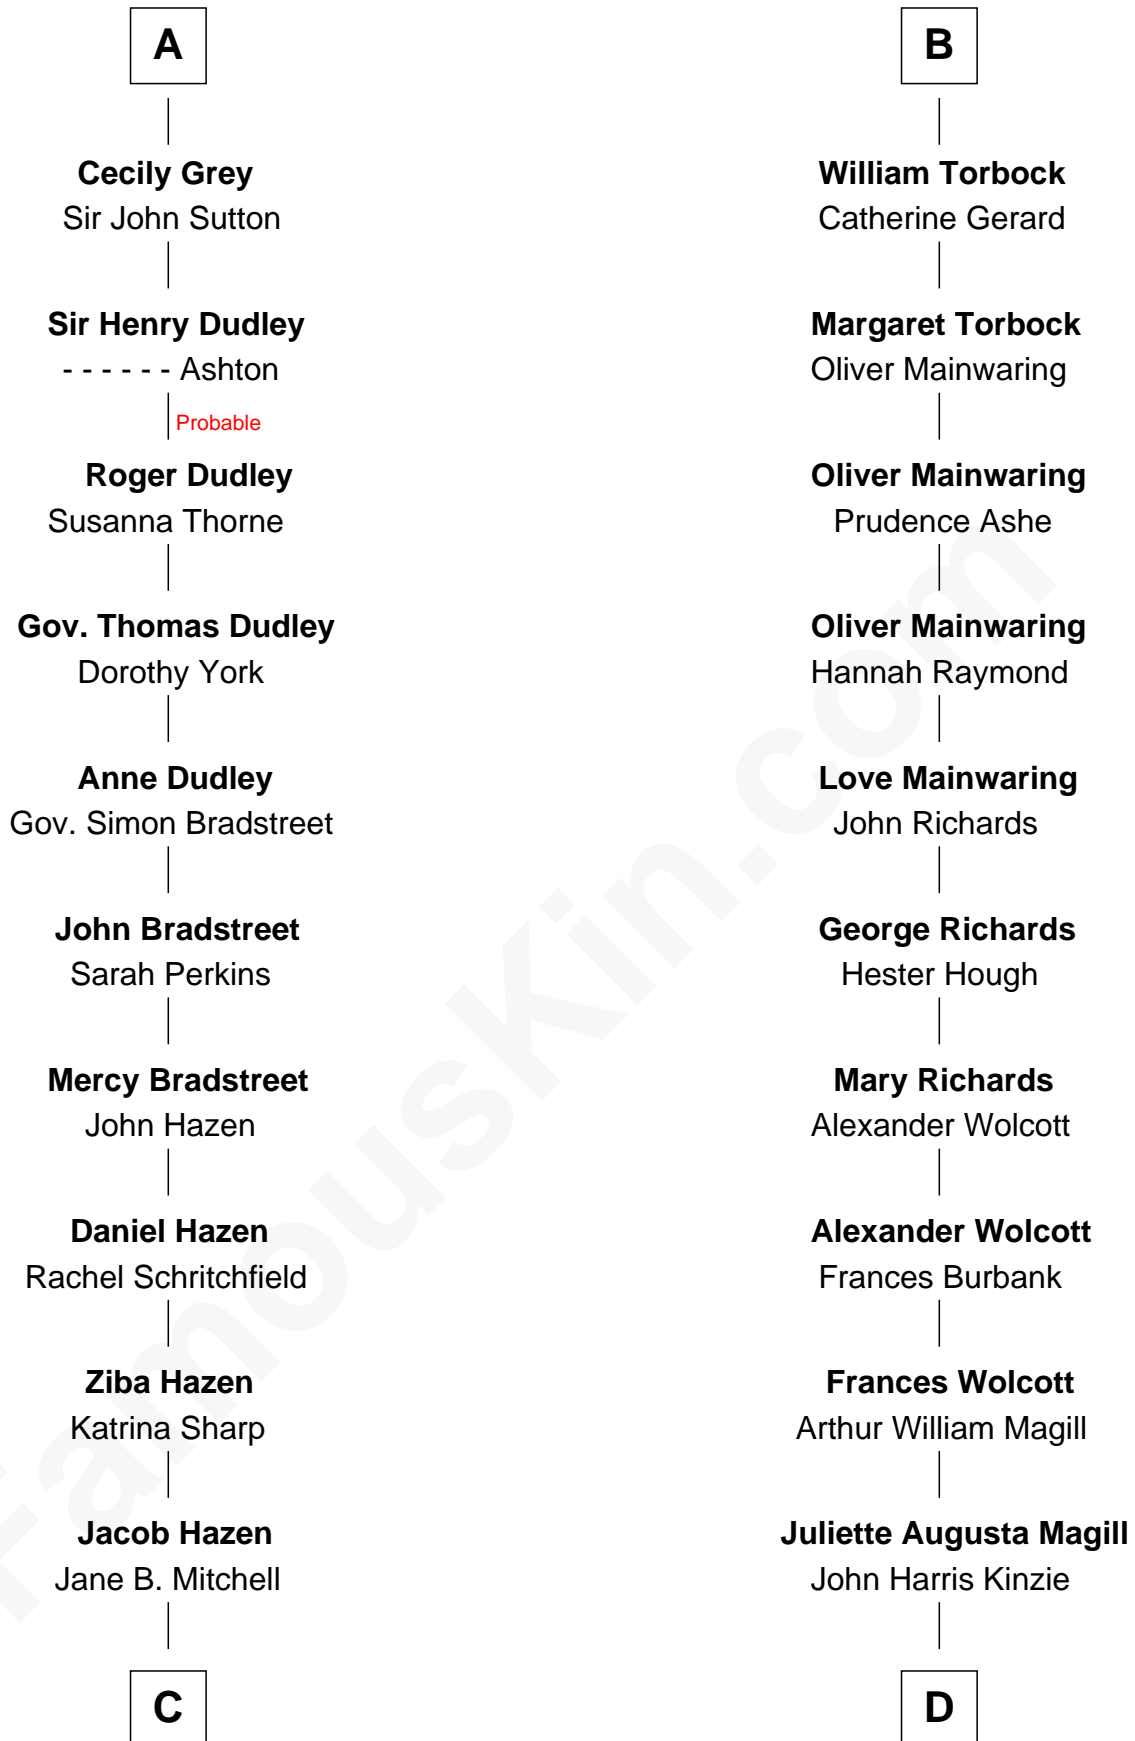 A
Cecily Grey
Sir John Sutton
Sir Henry Dudley
- - - - - - Ashton
Probable
Roger Dudley
Susanna Thorne
Gov. Thomas Dudley
Dorothy York
Anne Dudley
Gov. Simon Bradstreet
John Bradstreet
Sarah Perkins
Mercy Bradstreet
John Hazen
Daniel Hazen
Rachel Schritchfield
Ziba Hazen
Katrina Sharp
Jacob Hazen
Jane B. Mitchell
C
B
William Torbock
Catherine Gerard
Margaret Torbock
Oliver Mainwaring
Oliver Mainwaring
Prudence Ashe
Oliver Mainwaring
Hannah Raymond
Love Mainwaring
John Richards
George Richards
Hester Hough
Mary Richards
Alexander Wolcott
Alexander Wolcott
Frances Burbank
Frances Wolcott
Arthur William Magill
Juliette Augusta Magill
John Harris Kinzie
D
FamousKin.com